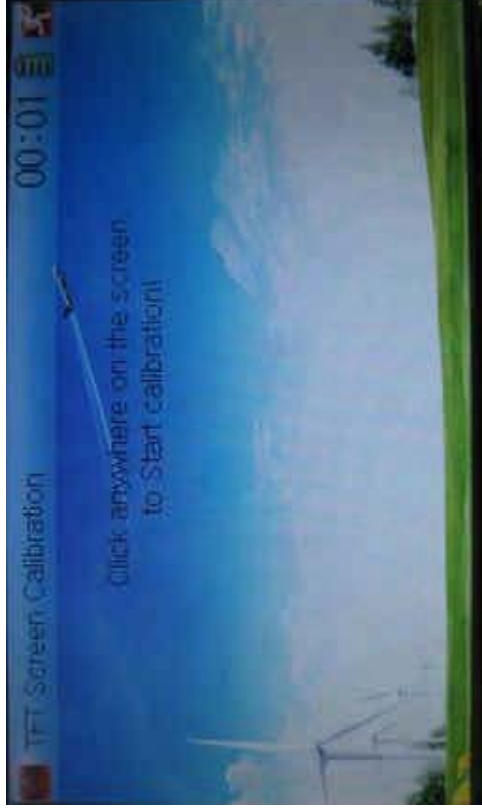 TFT Screen Calibration
00:01
Click anywhere on the screen
to Start calibration!